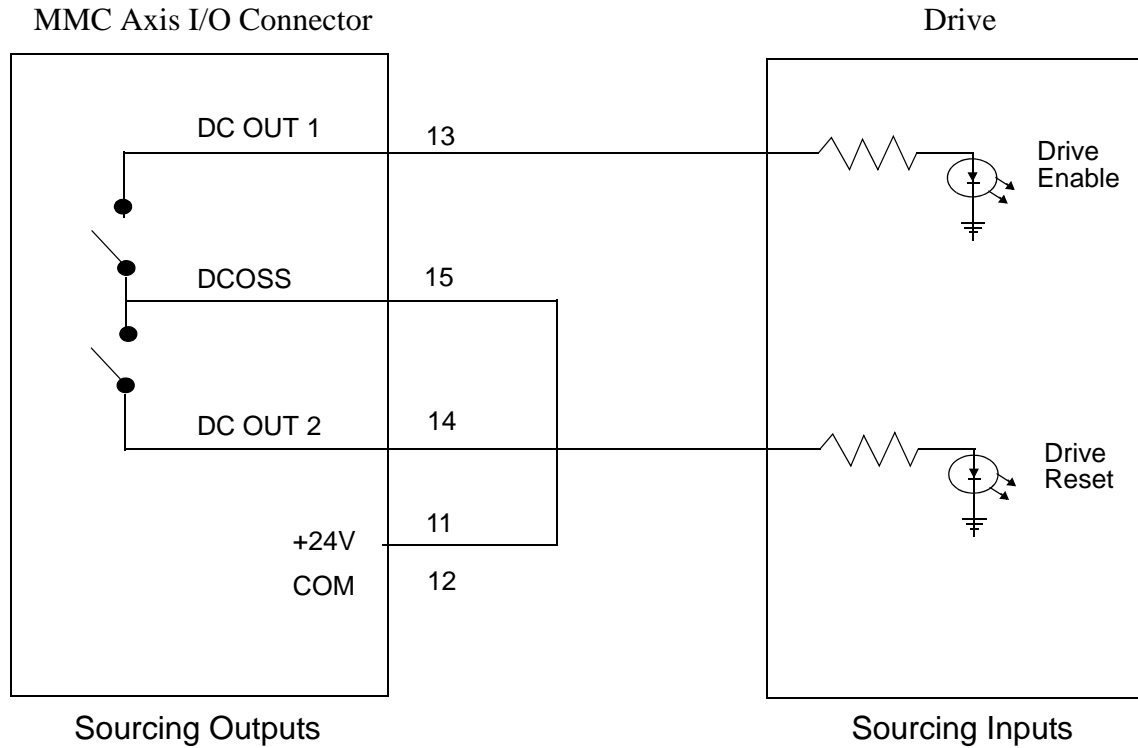 MMC Axis I/O Connector
Drive
DC OUT 1
13
Drive
Enable
DCOSS
15
DC OUT 2
14
Drive
Reset
+24V
11
COM
12
Sourcing Outputs
Sourcing Inputs